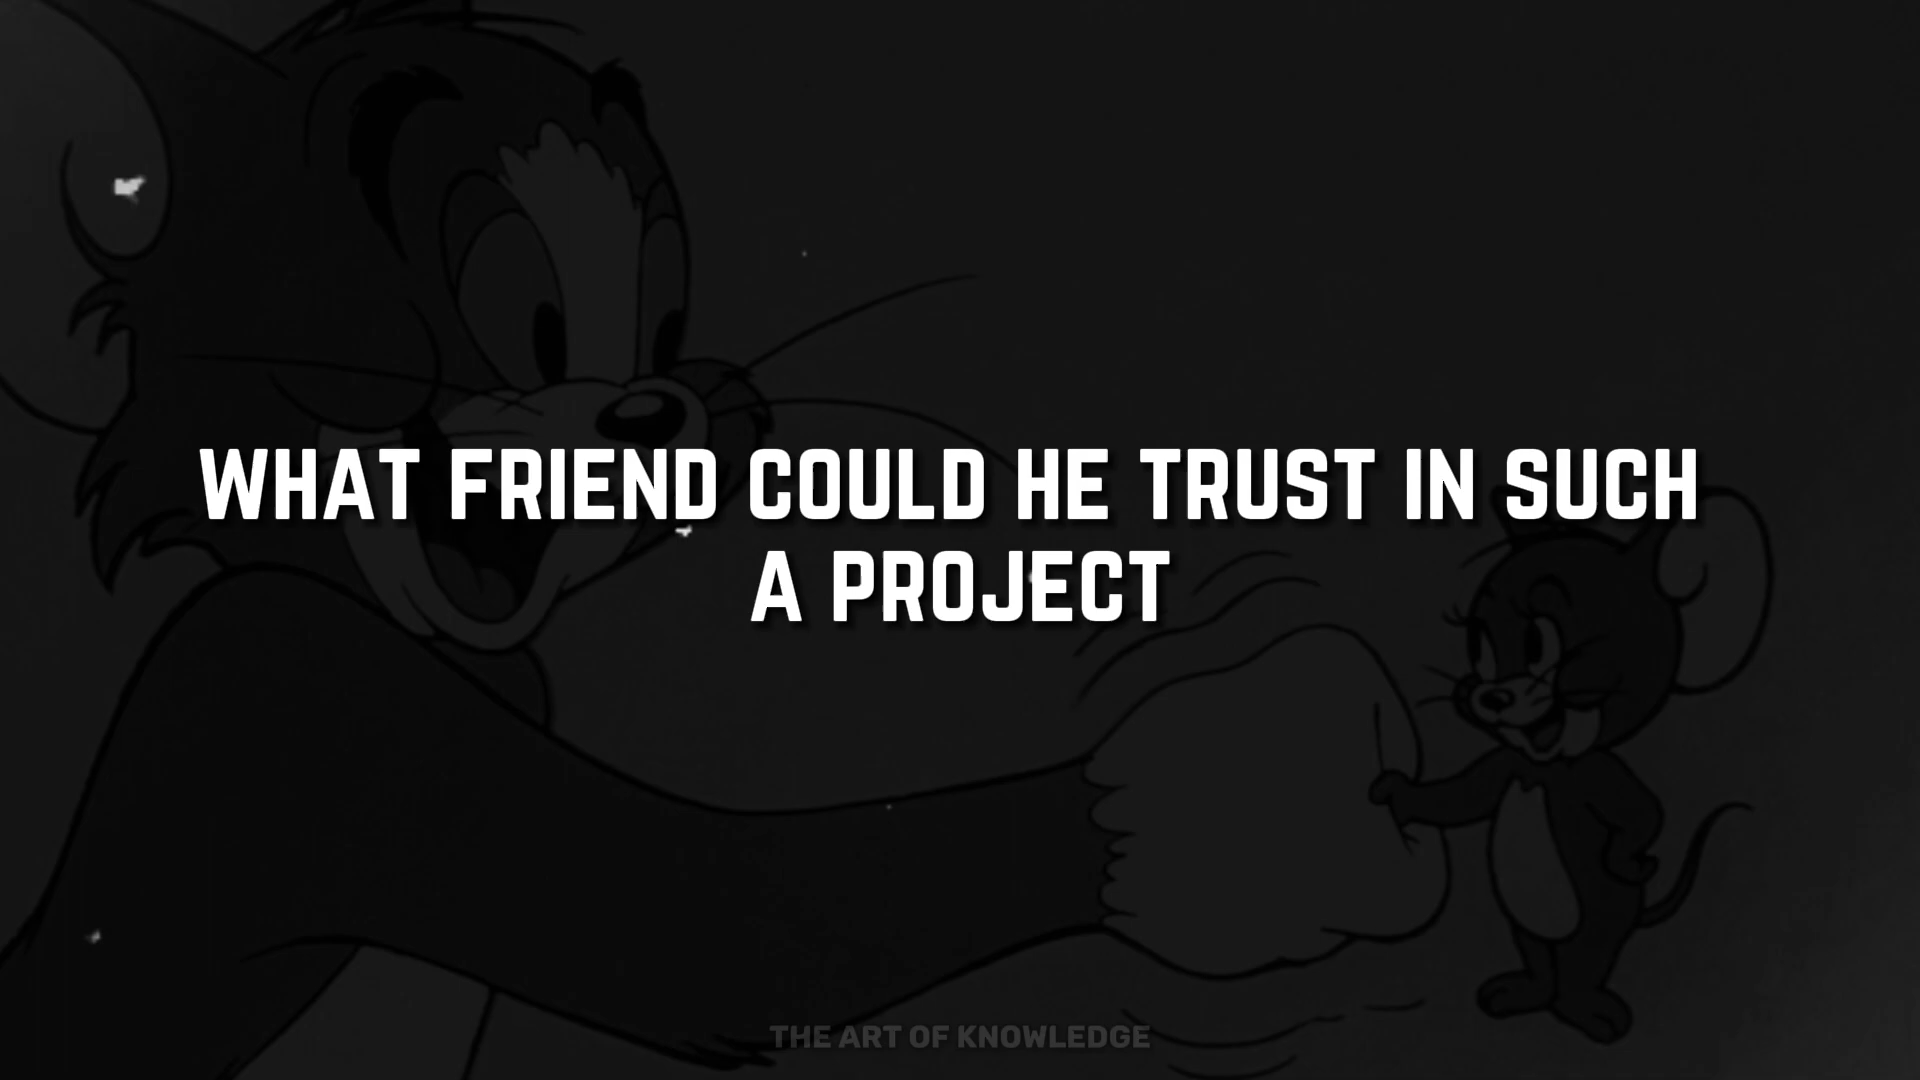 WHAT FRIEND COULD HE TRUST IN SUCH
A PROJECT
THE ART OF KNOWLEDGE